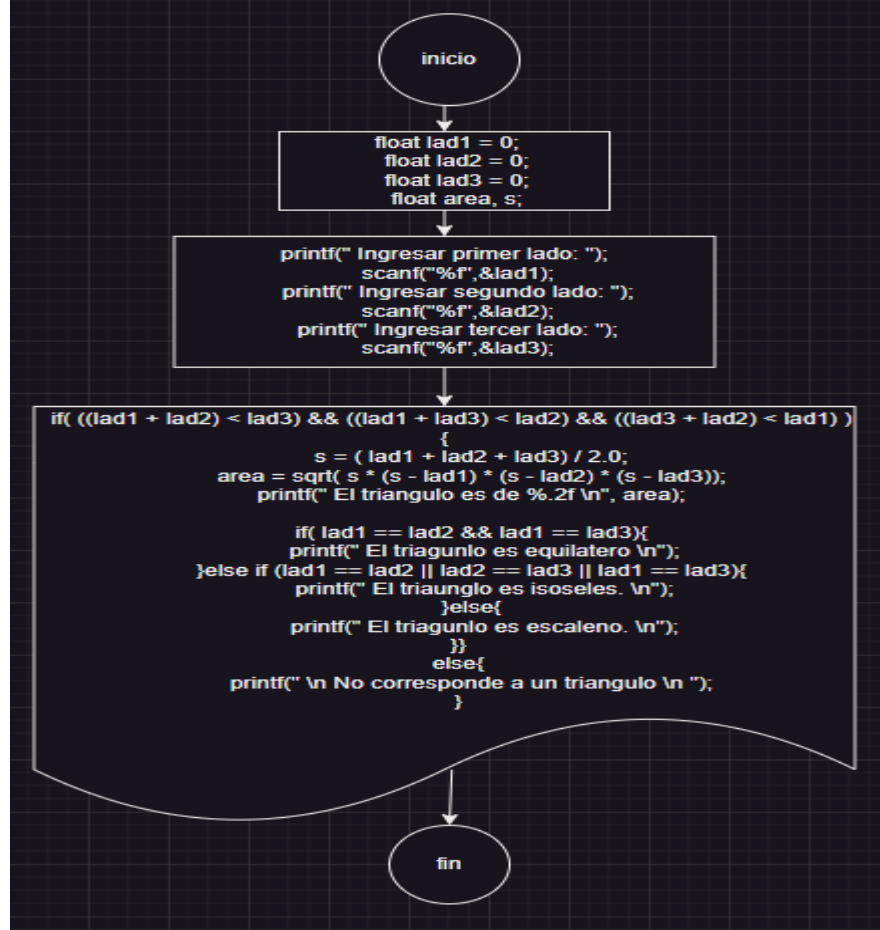 inicio
float lad1 = 0;
float lad2 = 0;
float lad3 = 0;
float area, s;
printf(" Ingresar primer lado: ");
scanf("%f",&lad1);
printf(" Ingresar segundo lado: ");
scanf("%f",&lad2);
printf(" Ingresar tercer lado: ");
scanf("%f",&lad3);
if( ((lad1 + lad2) < lad3) && ((lad1 + lad3) < lad2) && ((lad3 + lad2) < lad1) )
{
s = ( lad1 + lad2 + lad3) / 2.0;
area = sqrt( s * (s - lad1) * (s - lad2) * (s - lad3));
printf(" El triangulo es de %.2f \n", area);
if( lad1 == lad2 && lad1 == lad3){
printf(" El triagunlo es equilatero \n");
}else if (lad1 == lad2 || lad2 == lad3 || lad1 == lad3){
printf(" El triaunglo es isoseles. \n");
}else{
printf(" El triagunlo es escaleno. \n");
}}
else{
printf(" \n No corresponde a un triangulo \n ");
}
fin